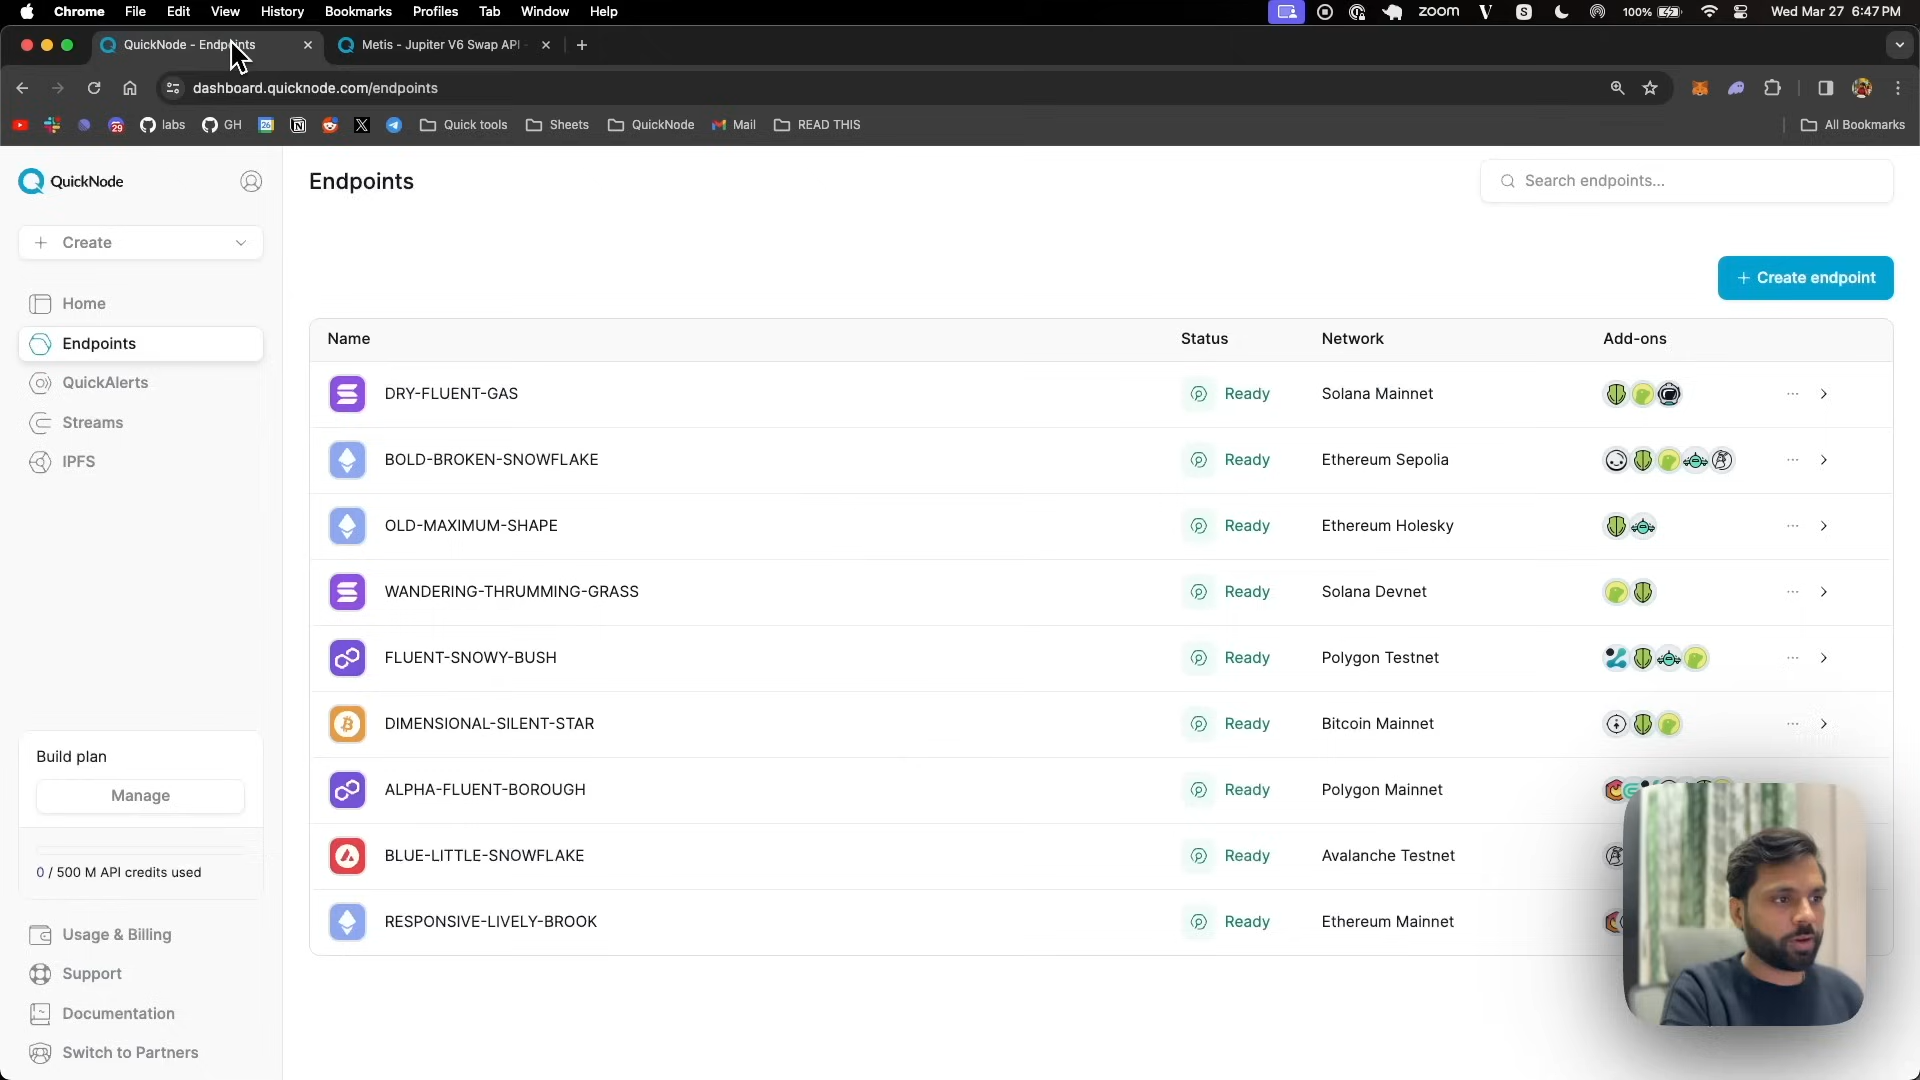 Chrome File Edit View History Bookmarks Profiles Tab Window Help
zoom
100%
Wed Mar 27 6:47 PM
QuickNode - Endpoints
Metis - Jupiter V6 Swap API -
dashboard.quicknode.com/endpoints
29
labs
GH
Quick tools
Sheets
QuickNode
Mail
READ THIS
All Bookmarks
QuickNode
Endpoints
Search endpoints...
+ Create
+ Create endpoint
Home
Endpoints
QuickAlerts
Streams
IPFS
Name Status Network Add-ons
DRY-FLUENT-GAS Ready Solana Mainnet
BOLD-BROKEN-SNOWFLAKE Ready Ethereum Sepolia
OLD-MAXIMUM-SHAPE Ready Ethereum Holesky
WANDERING-THRUMMING-GRASS Ready Solana Devnet
FLUENT-SNOWY-BUSH Ready Polygon Testnet
DIMENSIONAL-SILENT-STAR Ready Bitcoin Mainnet
ALPHA-FLUENT-BOROUGH Ready Polygon Mainnet
BLUE-LITTLE-SNOWFLAKE Ready Avalanche Testnet
RESPONSIVE-LIVELY-BROOK Ready Ethereum Mainnet
Build plan
Manage
0 / 500 M API credits used
Usage & Billing
Support
Documentation
Switch to Partners